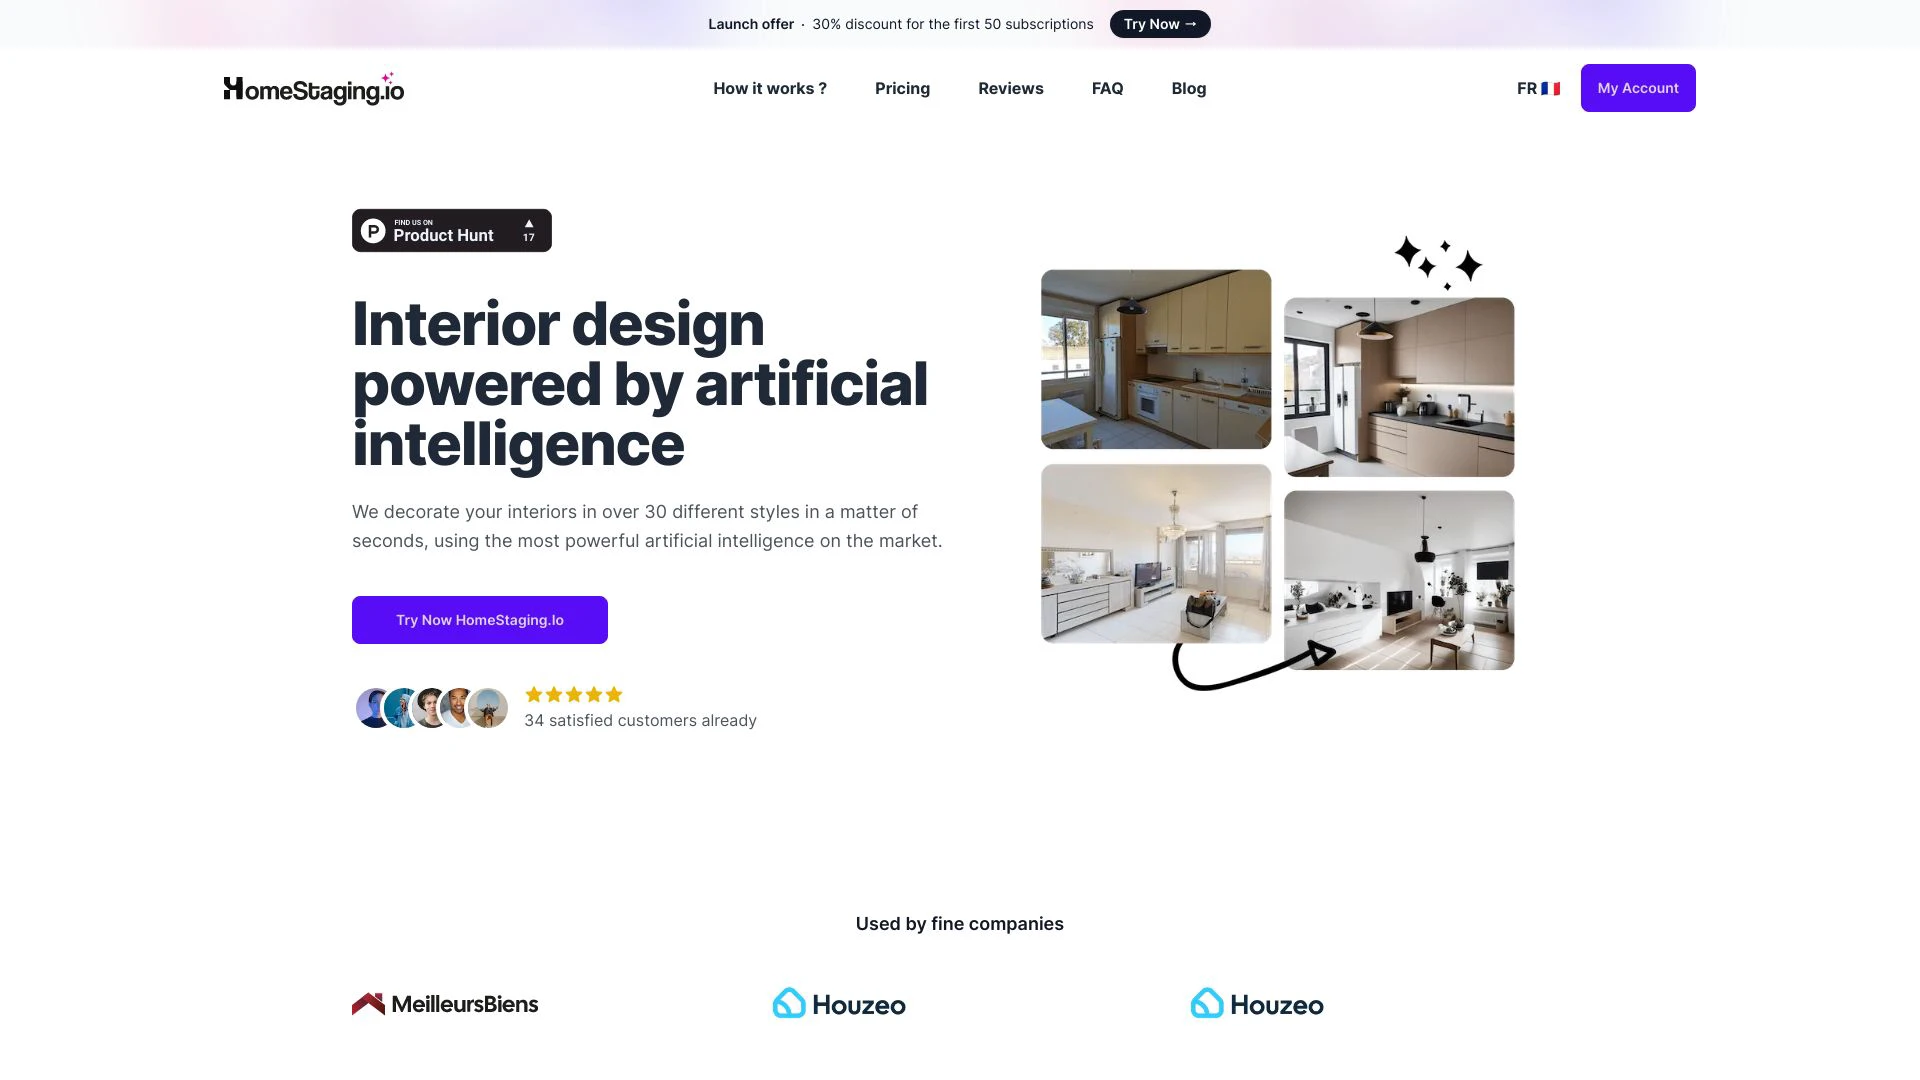 Launch offer · 30% discount for the first 50 subscriptions Try Now →
HomeStaging.io
How it works ? Pricing Reviews FAQ Blog
FR My Account
FIND US ON
Product Hunt
17
Interior design
powered by artificial
intelligence
We decorate your interiors in over 30 different styles in a matter of
seconds, using the most powerful artificial intelligence on the market.
Try Now HomeStaging.Io
34 satisfied customers already
Used by fine companies
MeilleursBiens
Houzeo
Houzeo